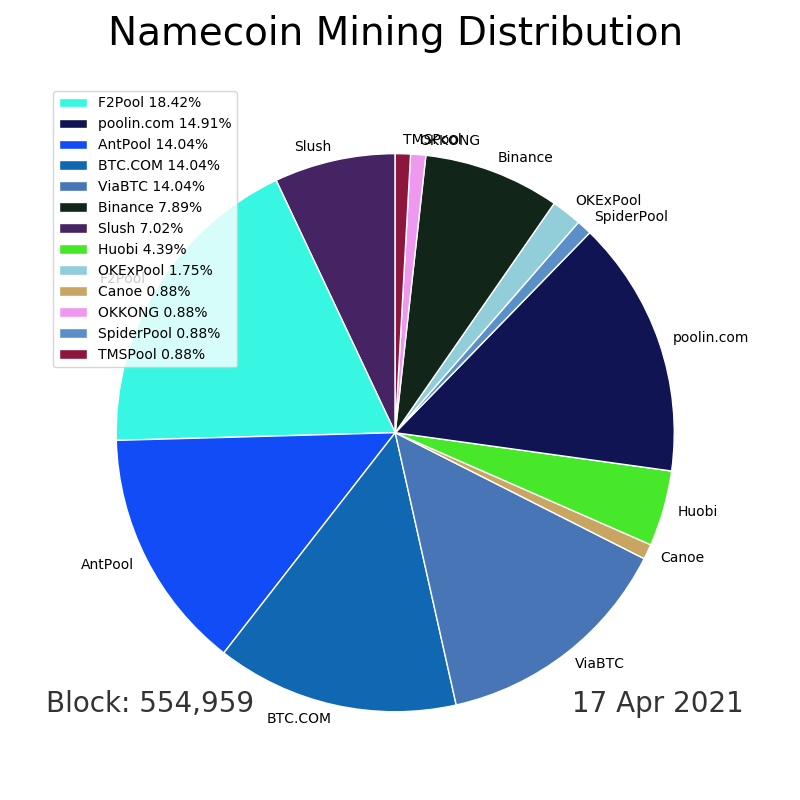 Namecoin Mining Distribution
F2Pool 18.42%
poolin.com 14.91%
AntPool 14.04%
BTC.COM 14.04%
ViaBTC 14.04%
Binance 7.89%
Slush 7.02%
Huobi 4.39%
OKExPool 1.75%
Canoe 0.88%
OKKONG 0.88%
SpiderPool 0.88%
TMSPool 0.88%
TMSPool
OKKONG
Slush
Binance
OKExPool
SpiderPool
F2Pool
poolin.com
Huobi
Canoe
AntPool
ViaBTC
BTC.COM
Block: 554,959
17 Apr 2021